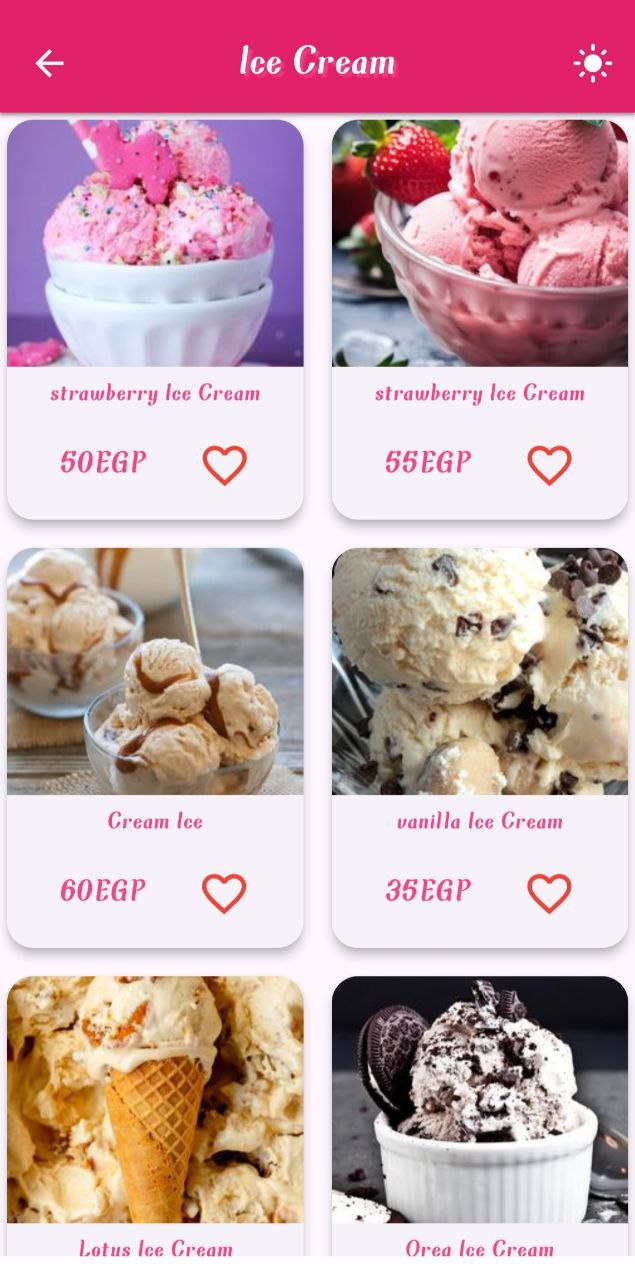 Ice Cream
strawberry Ice Cream
strawberry Ice Cream
50EGP
55EGP
Cream Ice
vanilla Ice Cream
60EGP
35EGP
Lotus Ice Cream
Oreo Ice Cream